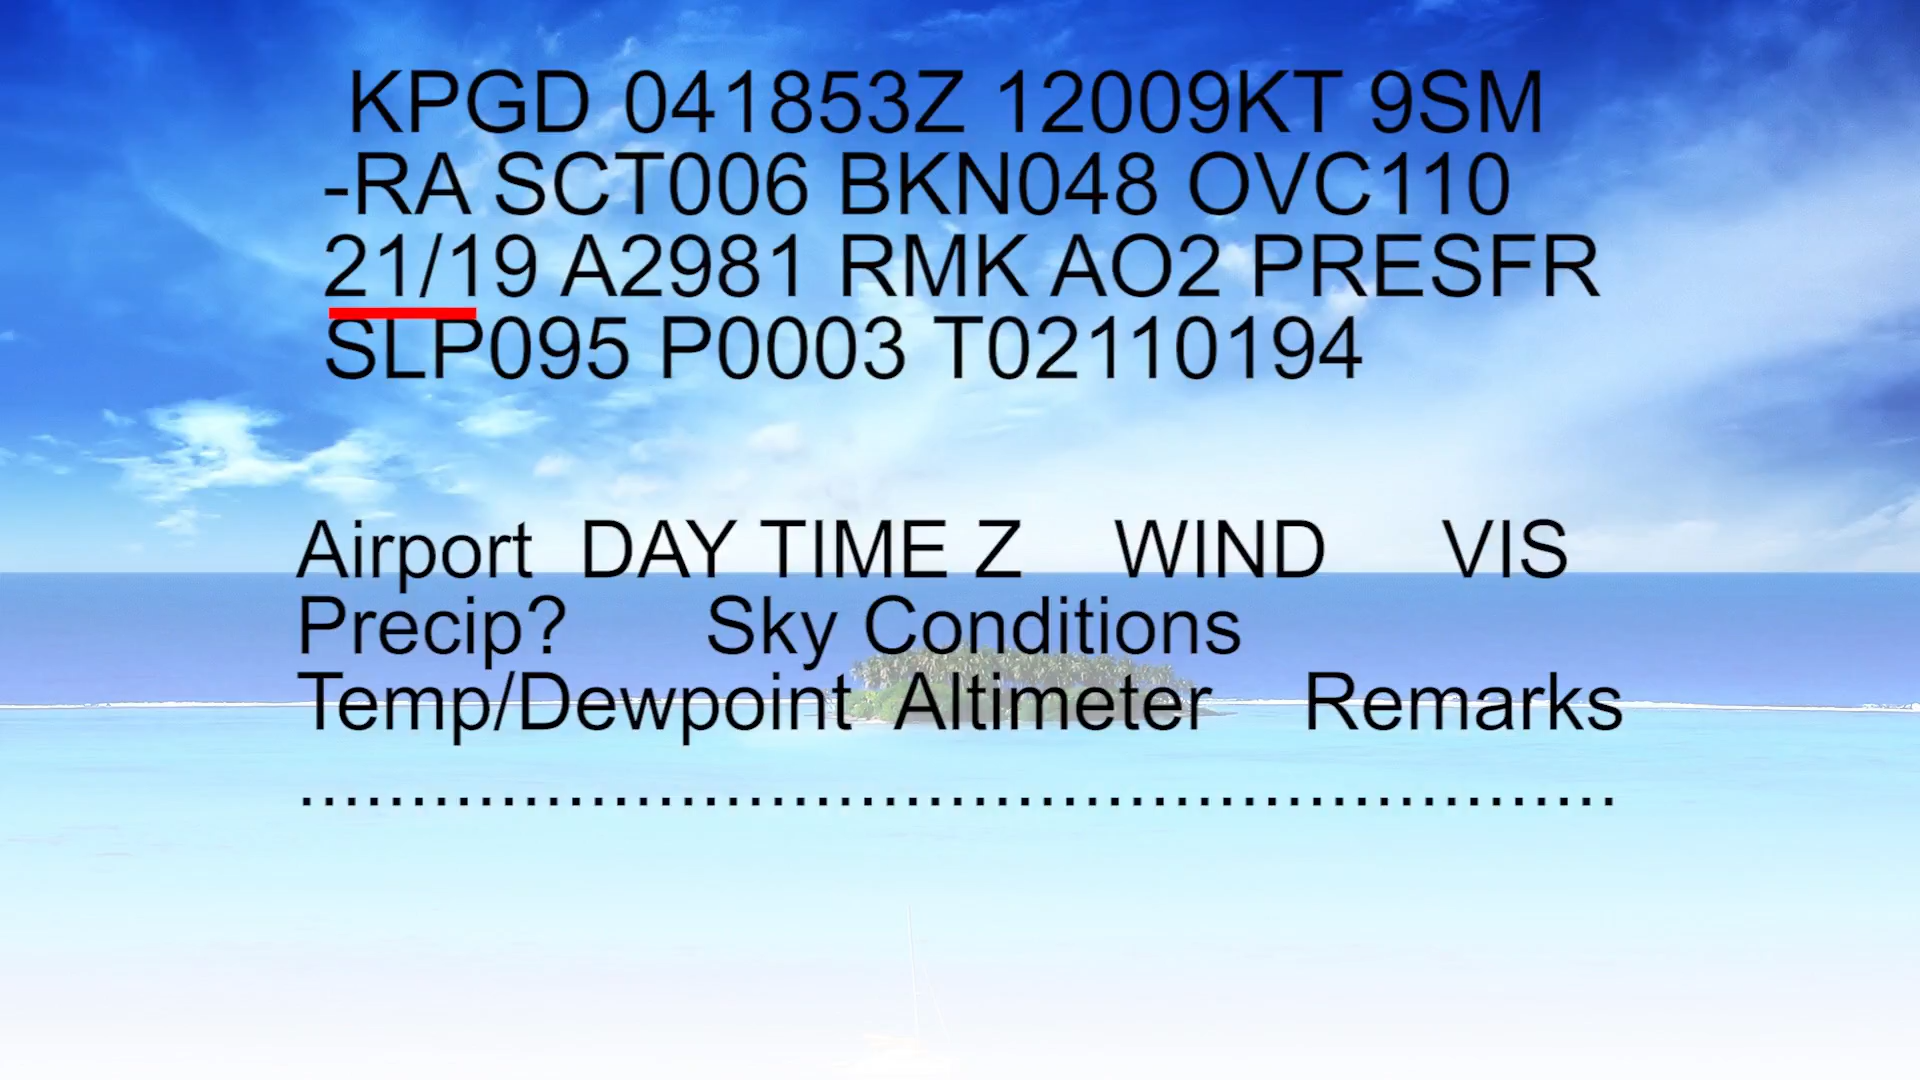 KPGD 041853Z 12009KT 9SM
-RA SCT006 BKN048 OVC110
21/19 A2981 RMK AO2 PRESFR
SLP095 P0003 T02110194
Airport DAY TIME Z WIND VIS
Precip? Sky Conditions
Temp/Dewpoint Altimeter Remarks
...........................................................